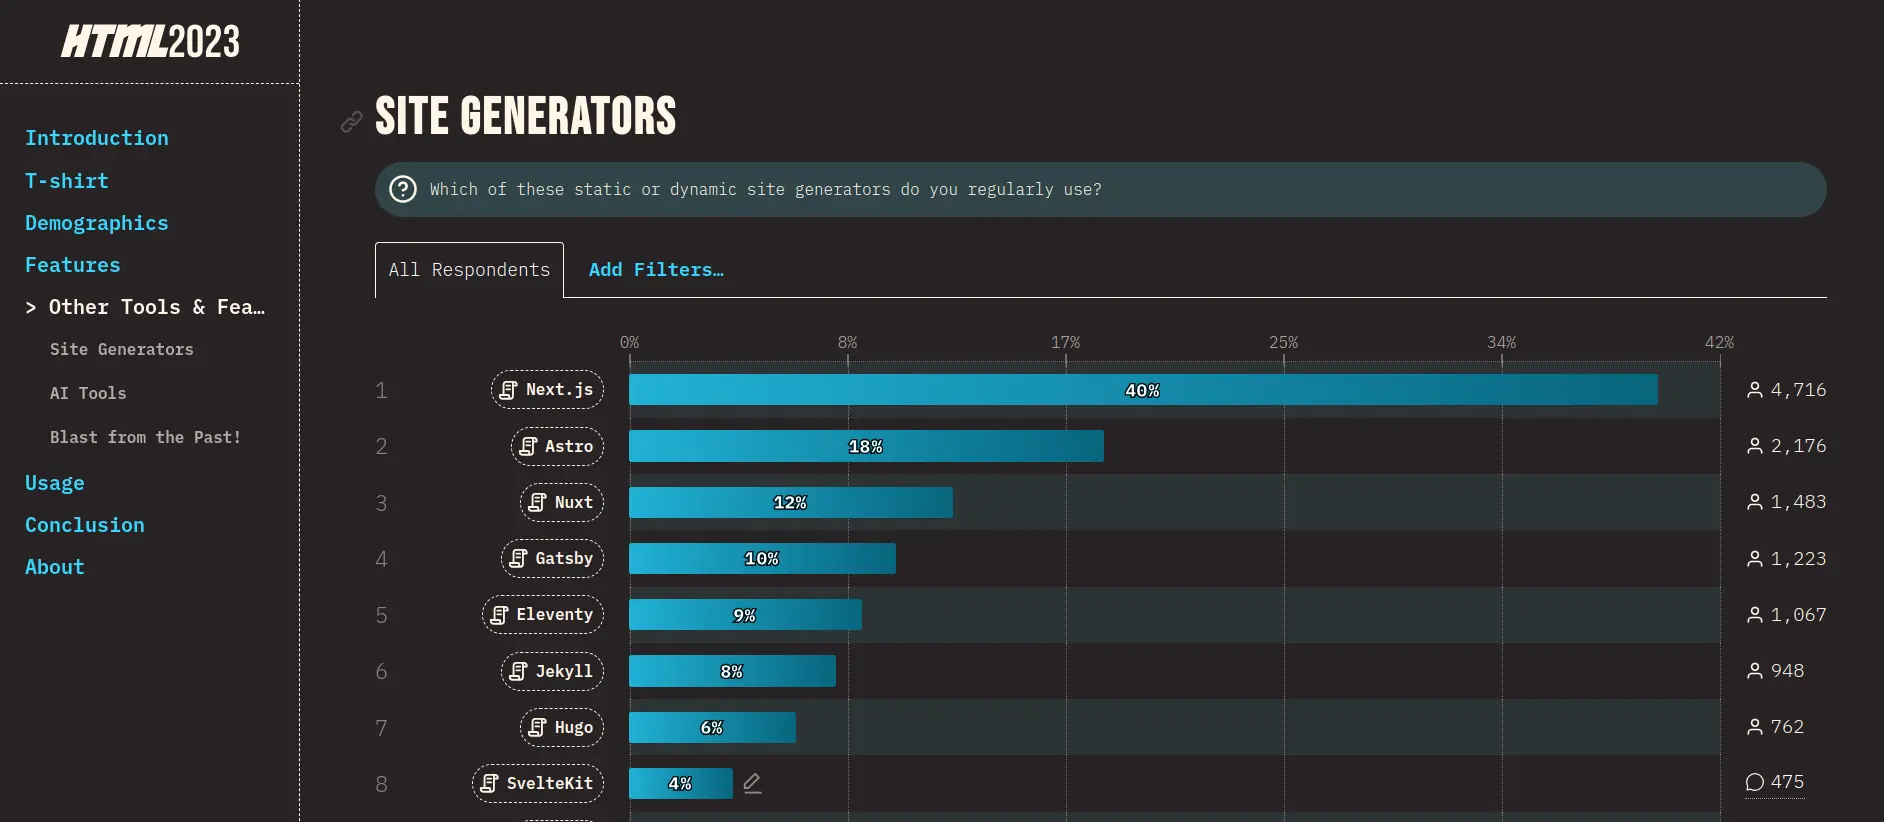 HTML2023
Introduction
T-shirt
Demographics
Features
> Other Tools & Fea…
Site Generators
AI Tools
Blast from the Past!
Usage
Conclusion
About
SITE GENERATORS
Which of these static or dynamic site generators do you regularly use?
All Respondents Add Filters…
0% 8% 17% 25% 34% 42%
1 Next.js 40% 4,716
2 Astro 18% 2,176
3 Nuxt 12% 1,483
4 Gatsby 10% 1,223
5 Eleventy 9% 1,067
6 Jekyll 8% 948
7 Hugo 6% 762
8 SvelteKit 4% 475